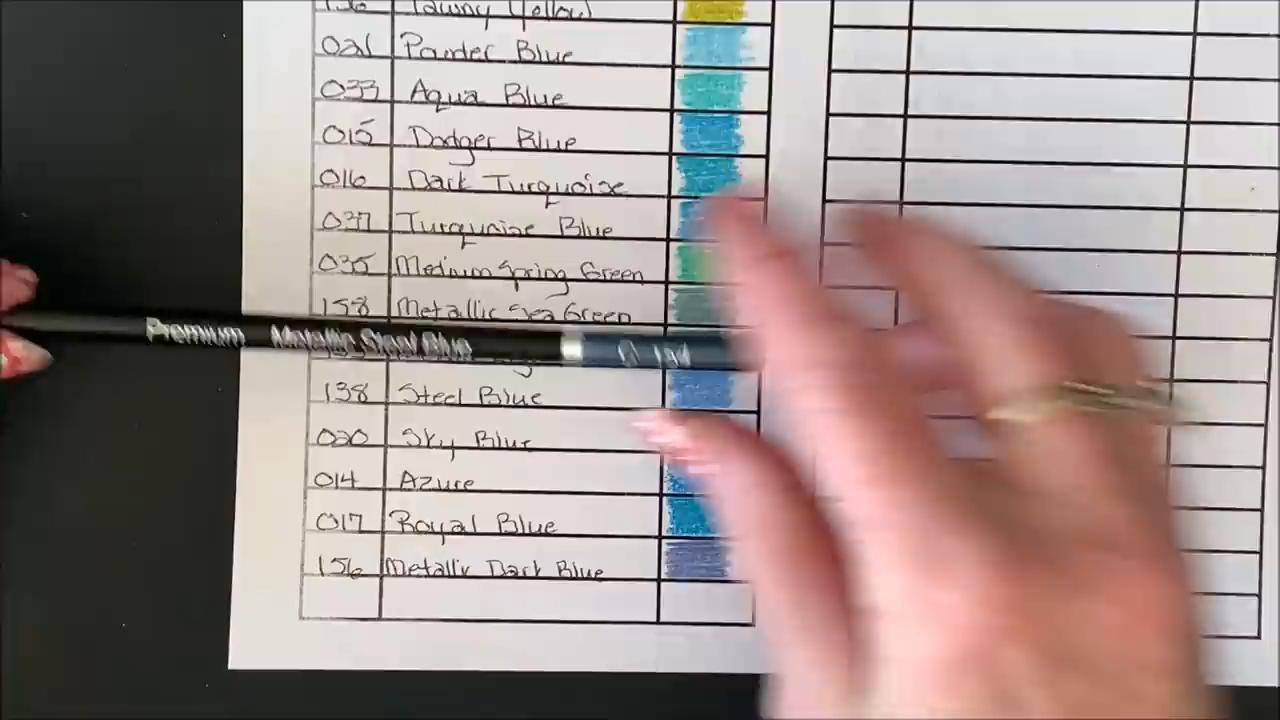 Tawny Yellow
021 Powder Blue
033 Aqua Blue
015 Dodger Blue
016 Dark Turquoise
037 Turquoise Blue
035 Medium Spring Green
158 Metallic Sea Green
Premium Metallic Steel Blue
138 Steel Blue
020 Sky Blue
014 Azure
017 Royal Blue
156 Metallic Dark Blue